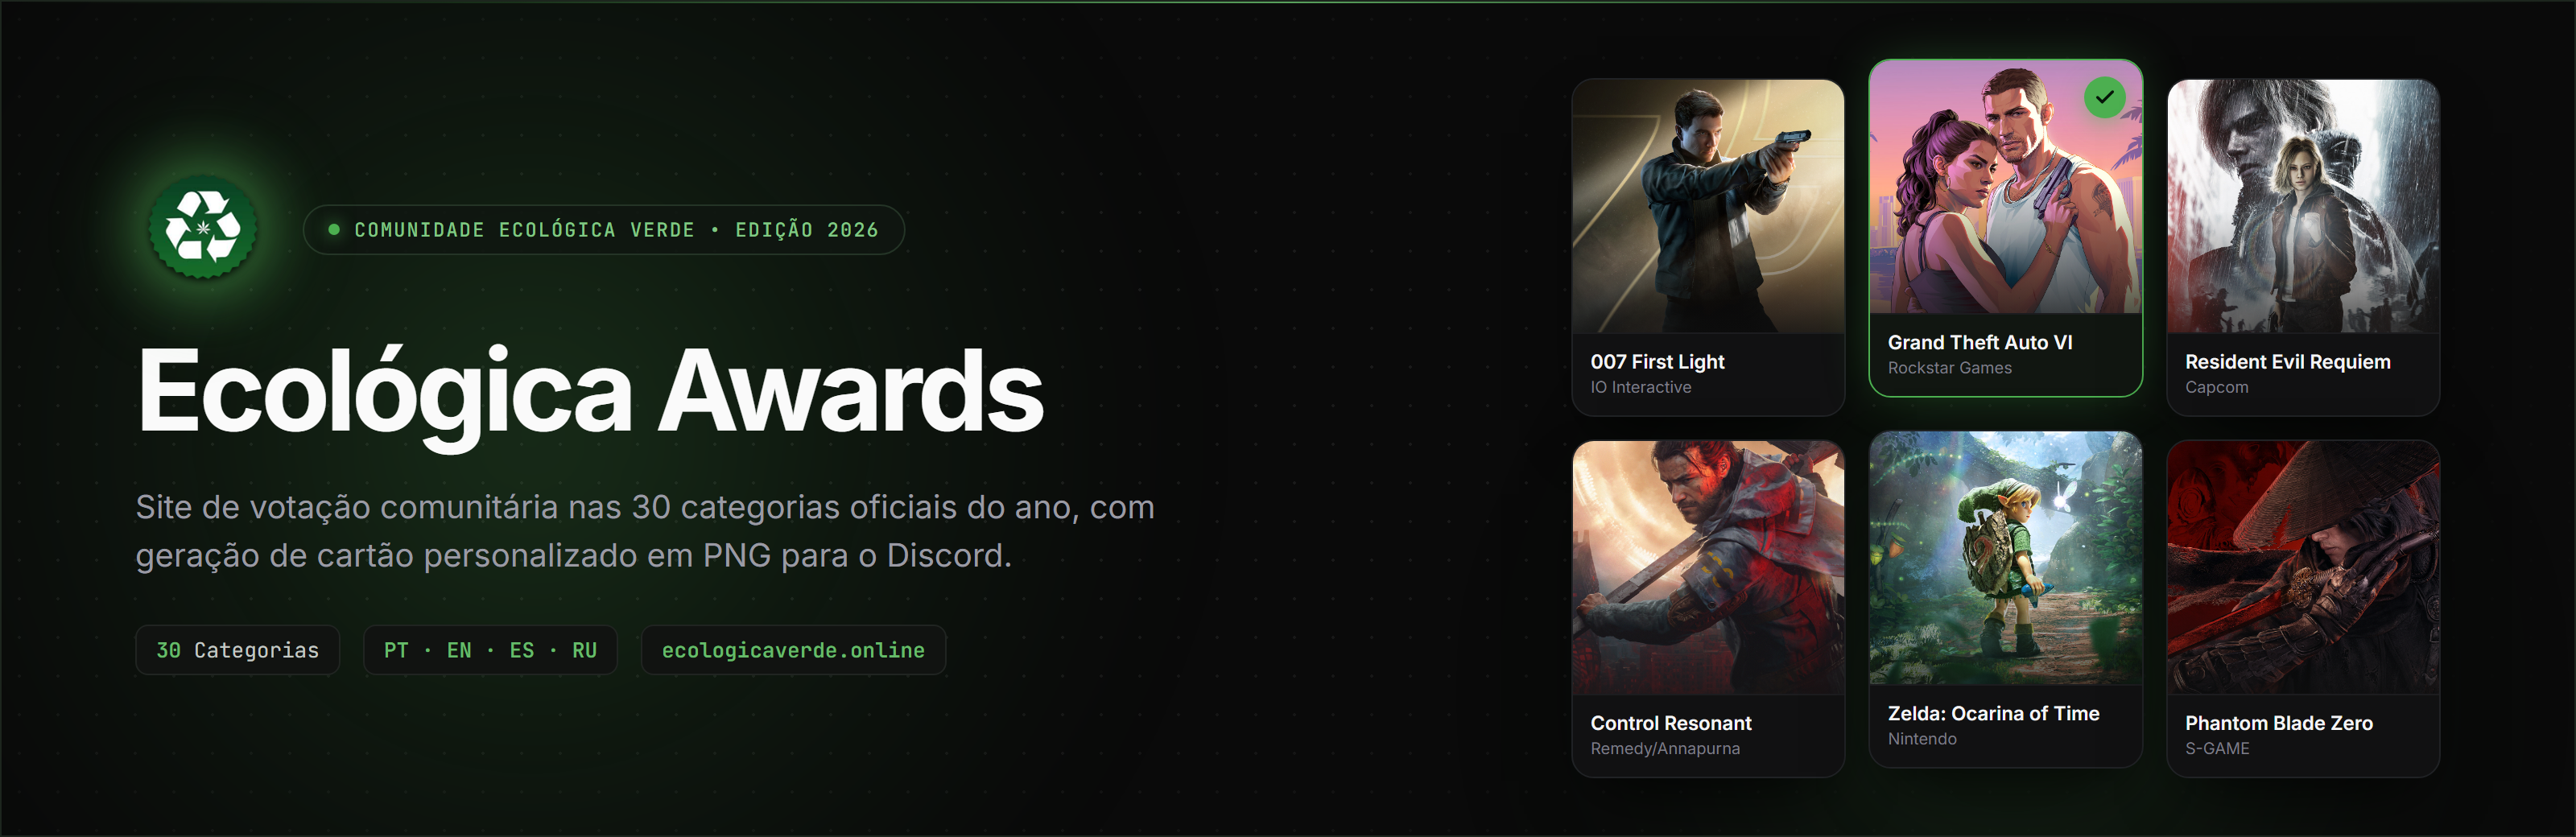 COMUNIDADE ECOLÓGICA VERDE • EDIÇÃO 2026
Ecológica Awards
Site de votação comunitária nas 30 categorias oficiais do ano, com
geração de cartão personalizado em PNG para o Discord.
30 Categorias
PT · EN · ES · RU
ecologicaverde.online
007 First Light
IO Interactive
Grand Theft Auto VI
Rockstar Games
Resident Evil Requiem
Capcom
Control Resonant
Remedy/Annapurna
Zelda: Ocarina of Time
Nintendo
Phantom Blade Zero
S-GAME